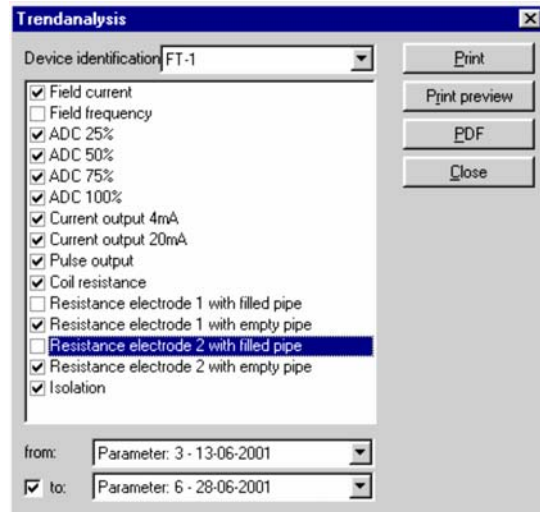 Trendanalysis
Device identification FT-1
Print
Print preview
PDF
Close
Field current
Field frequency
ADC 25%
ADC 50%
ADC 75%
ADC 100%
Current output 4mA
Current output 20mA
Pulse output
Coil resistance
Resistance electrode 1 with filled pipe
Resistance electrode 1 with empty pipe
Resistance electrode 2 with filled pipe
Resistance electrode 2 with empty pipe
Isolation
from: Parameter: 3 - 13-06-2001
to: Parameter: 6 - 28-06-2001